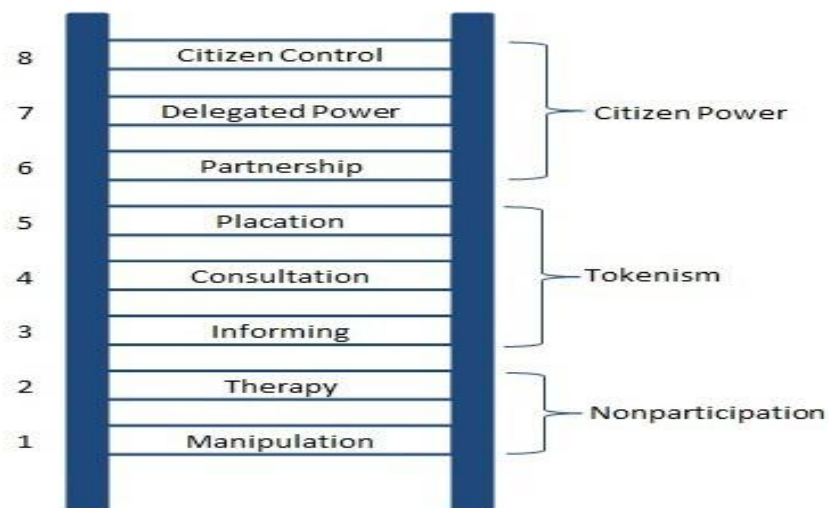 8 Citizen Control
7 Delegated Power
Citizen Power
6 Partnership
5 Placation
4 Consultation
Tokenism
3 Informing
2 Therapy
Nonparticipation
1 Manipulation